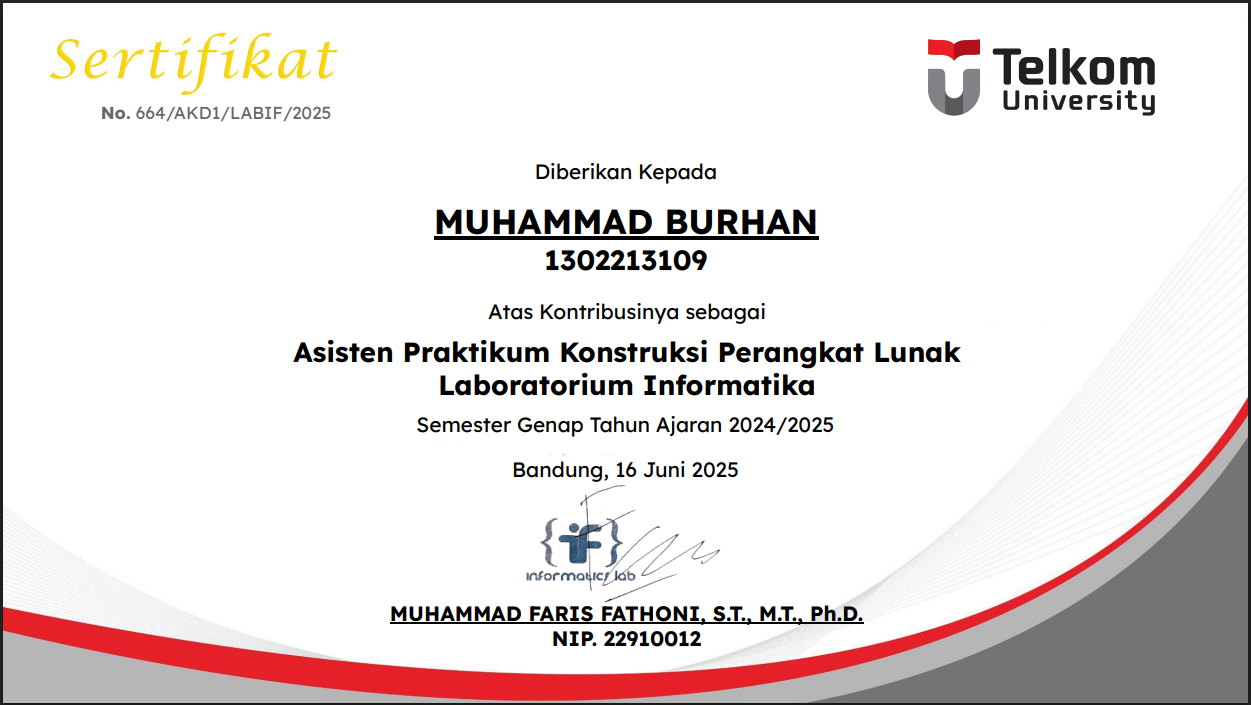 Sertifikat
No. 664/AKD1/LABIF/2025
Telkom
University
Diberikan Kepada
MUHAMMAD BURHAN
1302213109
Atas Kontribusinya sebagai
Asisten Praktikum Konstruksi Perangkat Lunak
Laboratorium Informatika
Semester Genap Tahun Ajaran 2024/2025
Bandung, 16 Juni 2025
{if}
informatics lab
MUHAMMAD FARIS FATHONI, S.T., M.T., Ph.D.
NIP. 22910012